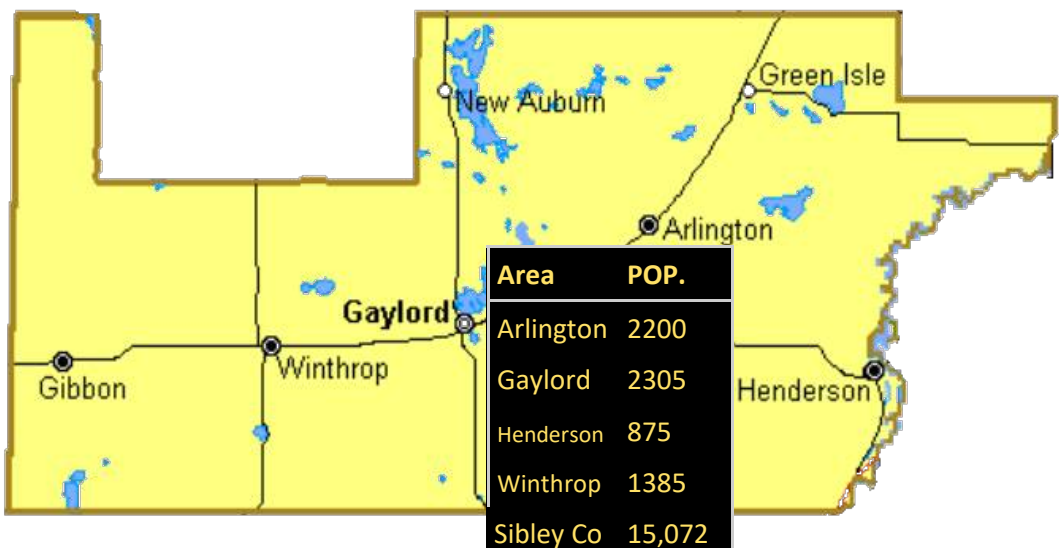 Green Isle
New Auburn
Arlington
Gaylord
Winthrop
Gibbon
Henderson
Area POP.
Arlington 2200
Gaylord 2305
Henderson 875
Winthrop 1385
Sibley Co 15,072